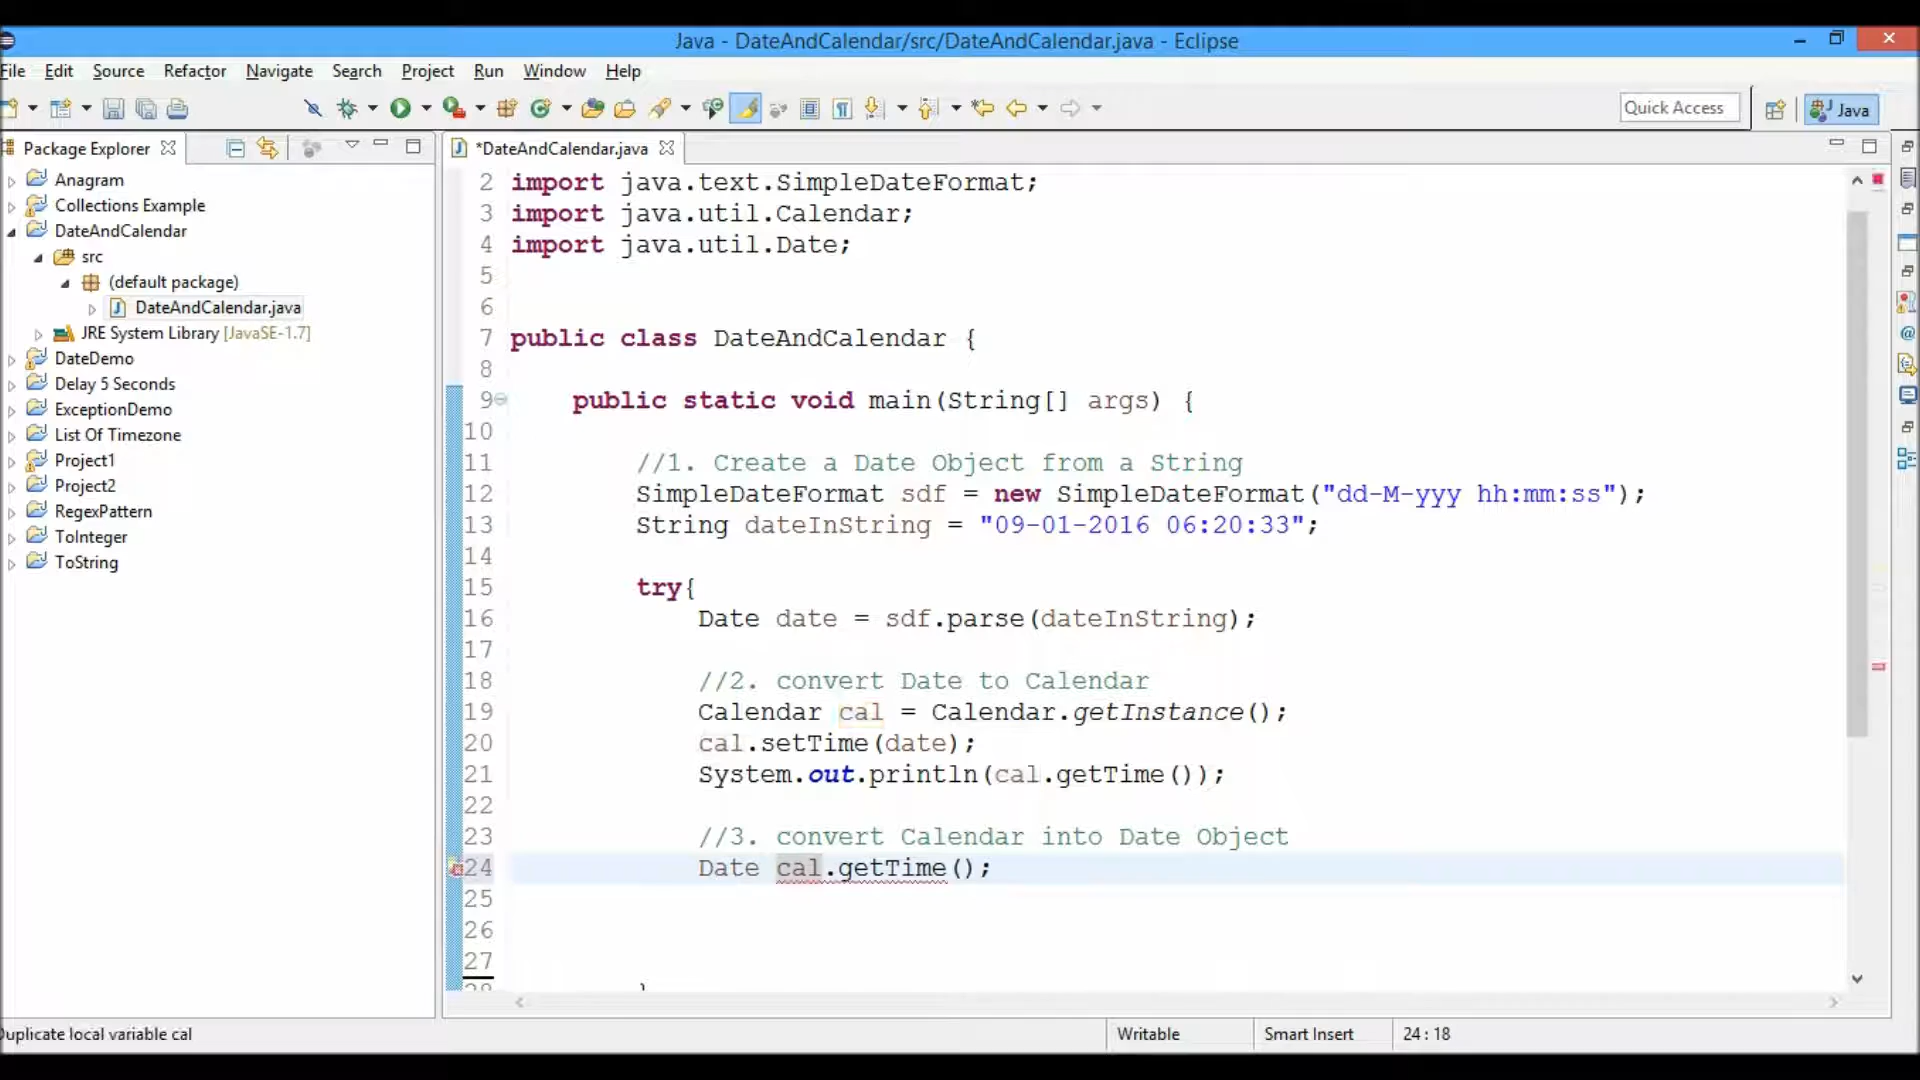 Java - DateAndCalendar/src/DateAndCalendar.java - Eclipse
File Edit Source Refactor Navigate Search Project Run Window Help
Quick Access
Java
Package Explorer
*DateAndCalendar.java
Anagram
Collections Example
DateAndCalendar
src
(default package)
DateAndCalendar.java
JRE System Library [JavaSE-1.7]
DateDemo
Delay 5 Seconds
ExceptionDemo
List Of Timezone
Project1
Project2
RegexPattern
ToInteger
ToString
2 import java.text.SimpleDateFormat;
3 import java.util.Calendar;
4 import java.util.Date;
5
6
7 public class DateAndCalendar {
8
9     public static void main(String[] args) {
10
11         //1. Create a Date Object from a String
12         SimpleDateFormat sdf = new SimpleDateFormat("dd-M-yyy hh:mm:ss");
13         String dateInString = "09-01-2016 06:20:33";
14
15         try{
16             Date date = sdf.parse(dateInString);
17
18             //2. convert Date to Calendar
19             Calendar cal = Calendar.getInstance();
20             cal.setTime(date);
21             System.out.println(cal.getTime());
22
23             //3. convert Calendar into Date Object
24             Date cal.getTime();
25
26
27
Duplicate local variable cal
Writable
Smart Insert
24 : 18